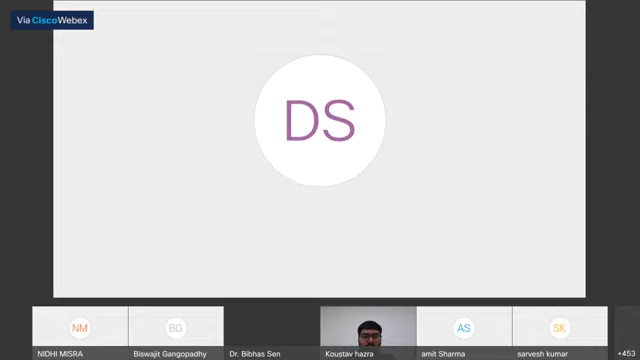 Via CiscoWebex
DS
NM
BG
AS
SK
NIDHI MISRA
Biswajit Gangopadhy
Dr. Bibhas Sen
Koustav hazra
amit Sharma
sarvesh kumar
+453